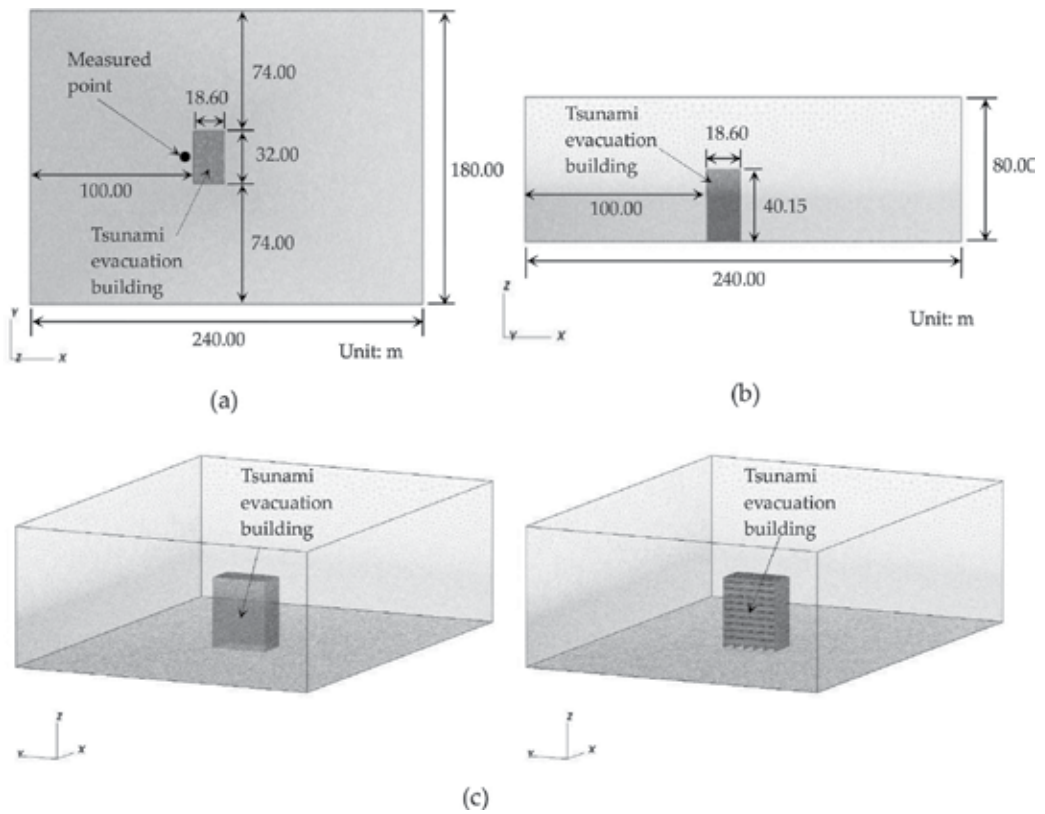 Measured
point
74.00
18.60
32.00
180.00
100.00
Tsunami
evacuation
building
74.00
240.00
Unit: m
Y
Z
X
(a)
Tsunami
evacuation
building
18.60
80.00
100.00
40.15
240.00
Z
Y
X
Unit: m
(b)
Tsunami
evacuation
building
Z
Y
X
Tsunami
evacuation
building
Z
Y
X
(c)